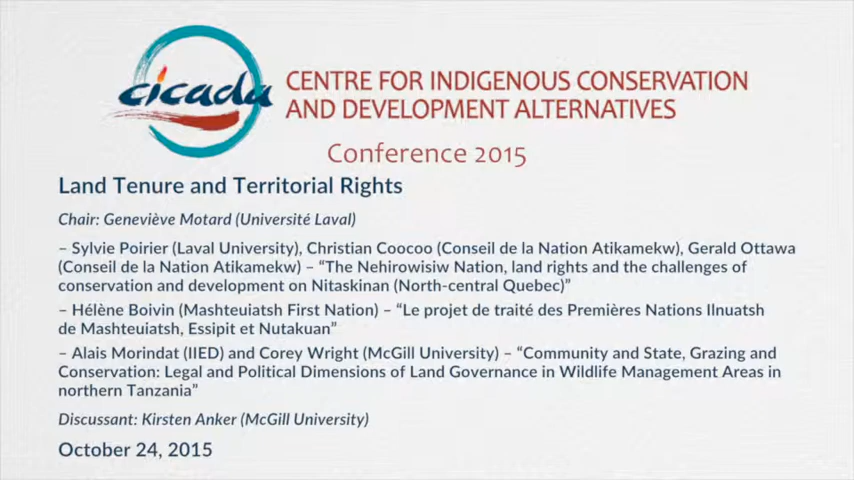 cicada
CENTRE FOR INDIGENOUS CONSERVATION
AND DEVELOPMENT ALTERNATIVES
Conference 2015
Land Tenure and Territorial Rights
Chair: Geneviève Motard (Université Laval)
– Sylvie Poirier (Laval University), Christian Coocoo (Conseil de la Nation Atikamekw), Gerald Ottawa
(Conseil de la Nation Atikamekw) – “The Nehirowisiw Nation, land rights and the challenges of
conservation and development on Nitaskinan (North-central Quebec)”
– Hélène Boivin (Mashteuiatsh First Nation) – “Le projet de traité des Premières Nations Ilnuatsh
de Mashteuiatsh, Essipit et Nutakuan”
– Alais Morindat (IIED) and Corey Wright (McGill University) – “Community and State, Grazing and
Conservation: Legal and Political Dimensions of Land Governance in Wildlife Management Areas in
northern Tanzania”
Discussant: Kirsten Anker (McGill University)
October 24, 2015